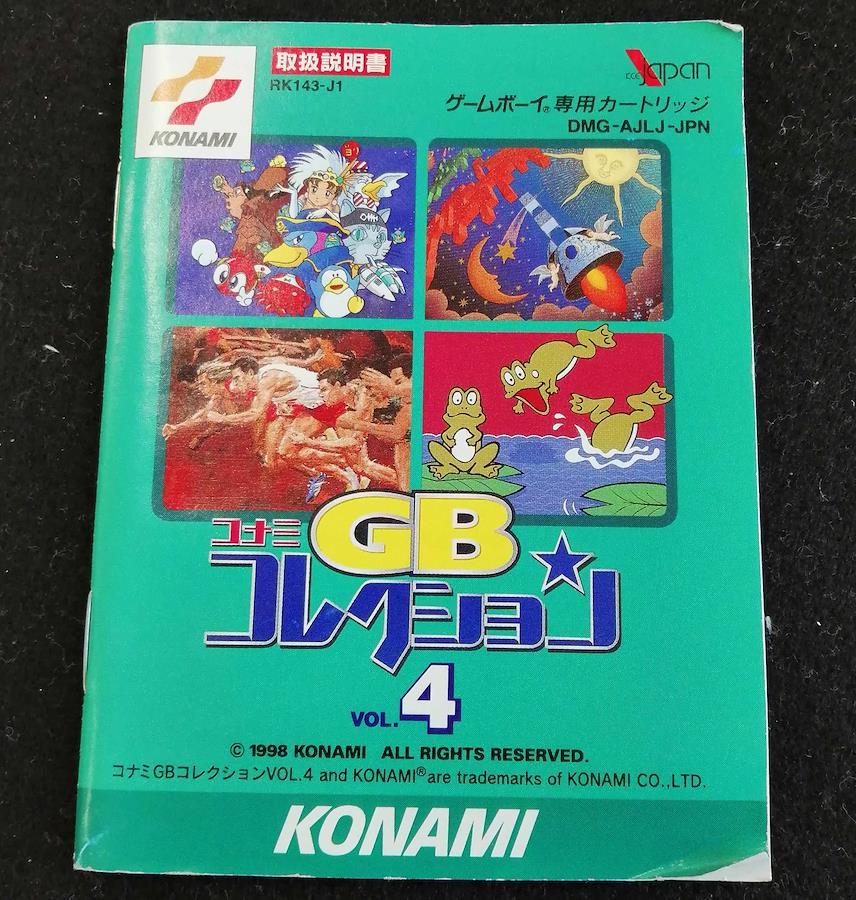 KONAMI
取扱説明書
RK143-J1
Japan
ゲームボーイ®専用カートリッジ
DMG-AJLJ-JPN
コナミ GB
コレクション
VOL.4
© 1998 KONAMI ALL RIGHTS RESERVED.
コナミGBコレクションVOL.4 and KONAMI® are trademarks of KONAMI CO.,LTD.
KONAMI